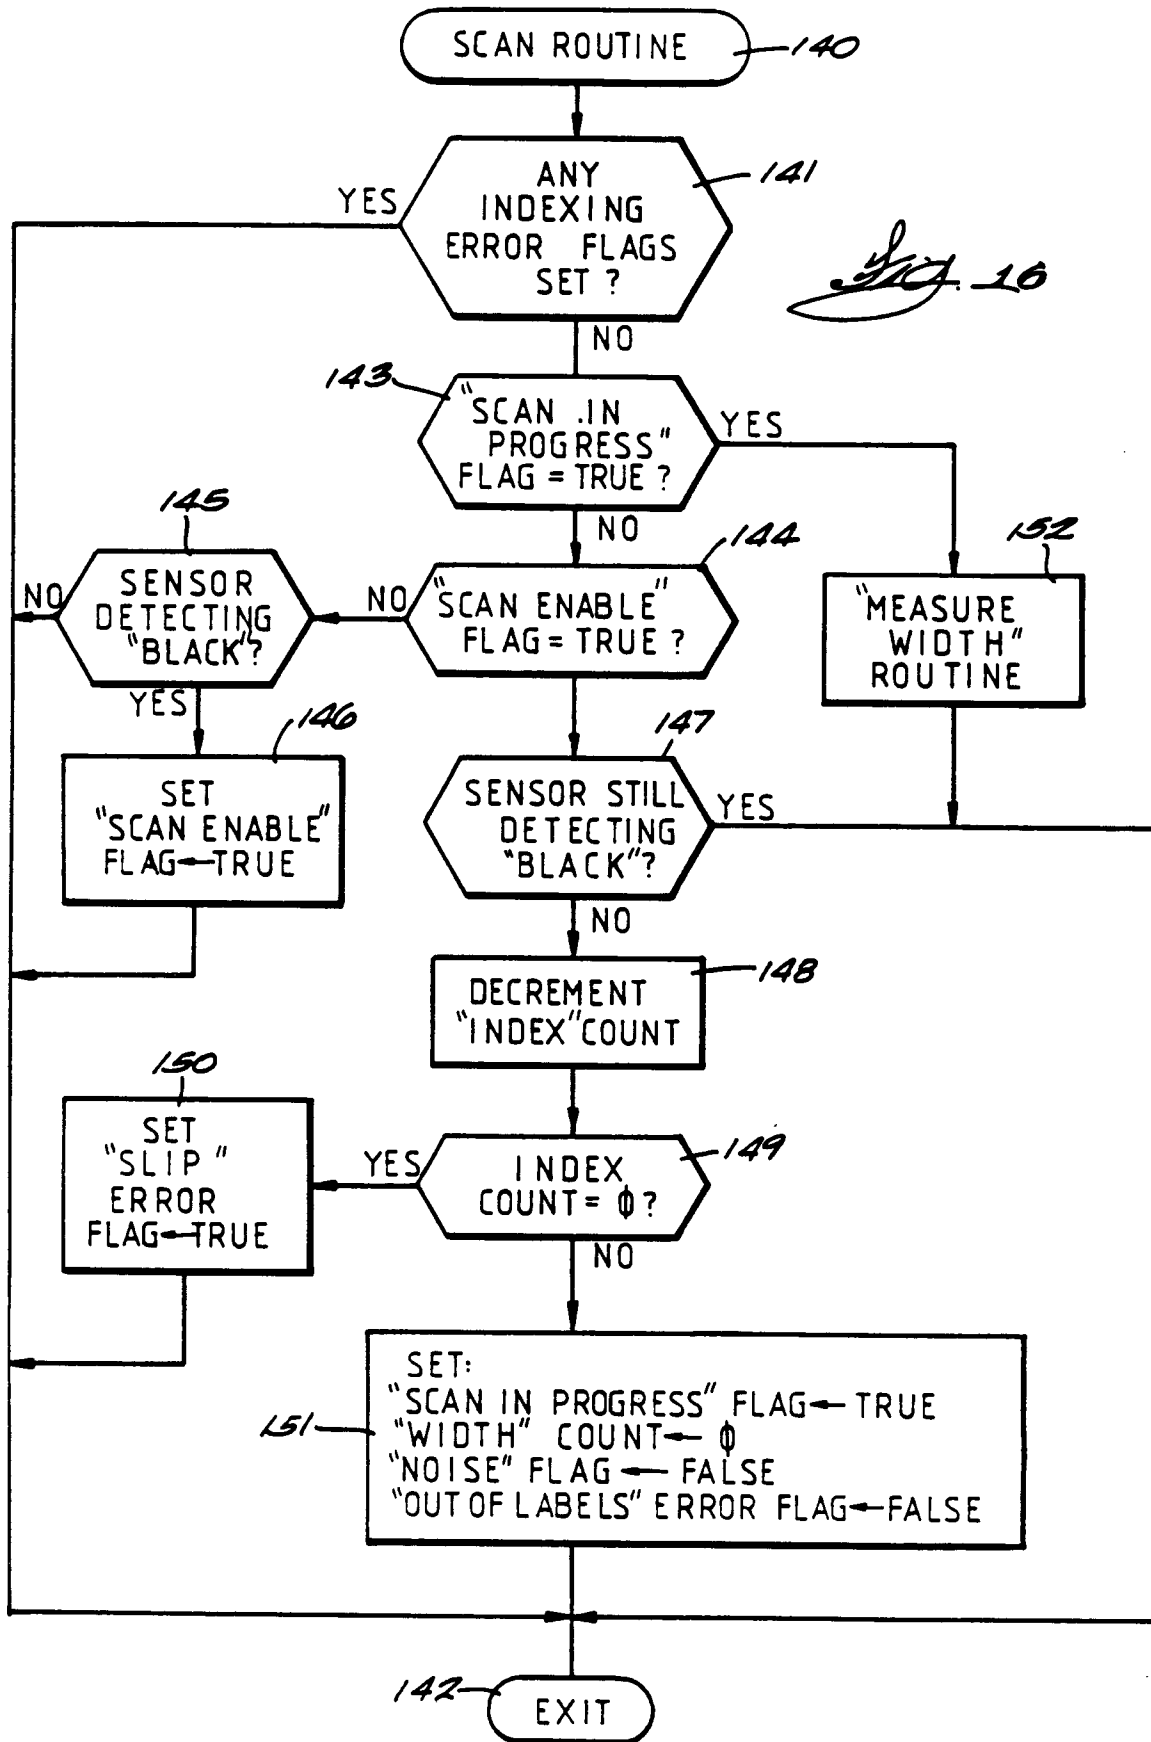 SCAN ROUTINE
140
ANY
INDEXING
ERROR FLAGS
SET ?
141
YES
NO
FIG. 16
143
"SCAN .IN
PROGRESS"
FLAG = TRUE ?
YES
NO
145
SENSOR
DETECTING
"BLACK"?
NO
YES
144
"SCAN ENABLE"
FLAG = TRUE ?
NO
152
"MEASURE
WIDTH"
ROUTINE
146
SET
"SCAN ENABLE"
FLAG←TRUE
147
SENSOR STILL
DETECTING
"BLACK"?
YES
NO
148
DECREMENT
"INDEX" COUNT
150
SET
"SLIP"
ERROR
FLAG←TRUE
149
INDEX
COUNT = ϕ ?
YES
NO
151
SET:
"SCAN IN PROGRESS" FLAG← TRUE
"WIDTH" COUNT← ϕ
"NOISE" FLAG ← FALSE
"OUT OF LABELS" ERROR FLAG←FALSE
142
EXIT